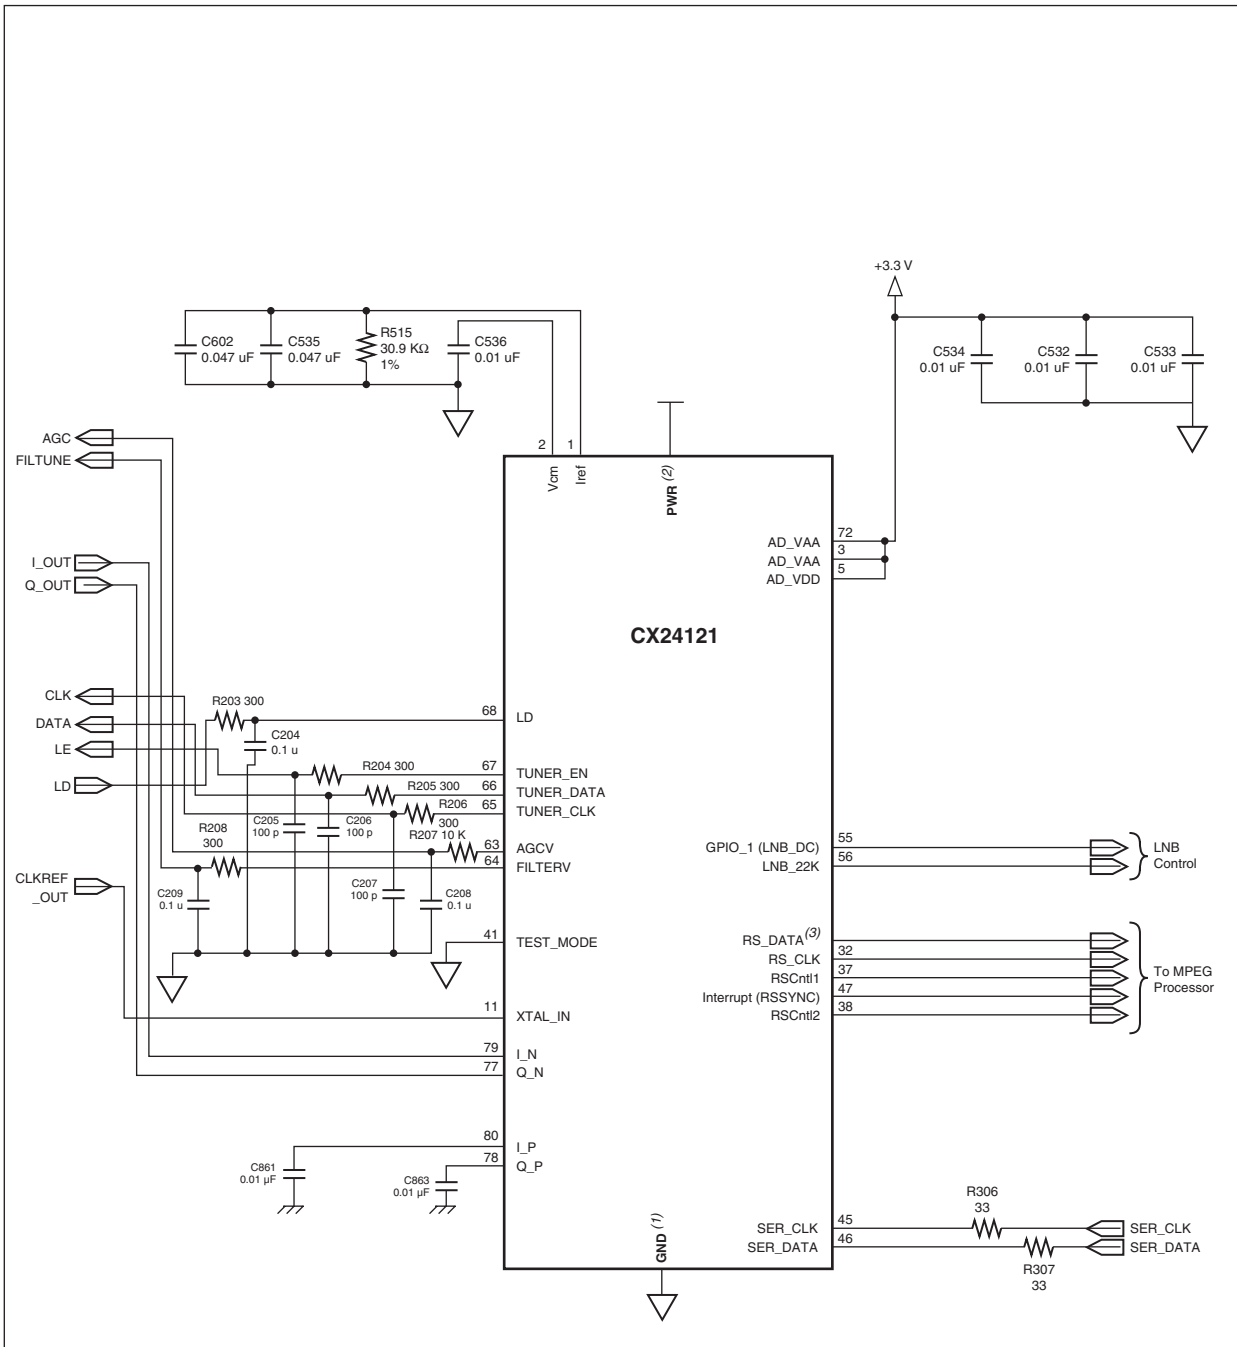 +3.3 V
C602
0.047 uF
C535
0.047 uF
R515
30.9 KΩ
1%
C536
0.01 uF
C534
0.01 uF
C532
0.01 uF
C533
0.01 uF
AGC
FILTUNE
I_OUT
Q_OUT
CLK
DATA
LE
LD
CLKREF
_OUT
2
1
Vcm
Iref
PWR (2)
72
AD_VAA
3
AD_VAA
5
AD_VDD
CX24121
R203 300
C204
0.1 u
68
LD
R204 300
67
TUNER_EN
R205 300
66
TUNER_DATA
R206
300
65
TUNER_CLK
C205
100 p
C206
100 p
R208
300
R207 10 K
63
AGCV
64
FILTERV
C209
0.1 u
C207
100 p
C208
0.1 u
41
TEST_MODE
11
XTAL_IN
79
I_N
77
Q_N
80
I_P
78
Q_P
C861
0.01 µF
C863
0.01 µF
GPIO_1 (LNB_DC)
55
LNB_22K
56
LNB
Control
RS_DATA(3)
RS_CLK
32
RSCntl1
37
Interrupt (RSSYNC)
47
RSCntl2
38
To MPEG
Processor
R306
33
SER_CLK
45
SER_CLK
SER_DATA
46
SER_DATA
R307
33
GND (1)